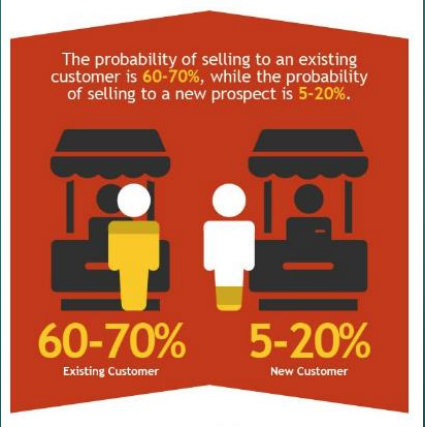 The probability of selling to an existing
customer is 60-70%, while the probability
of selling to a new prospect is 5-20%.
60-70%
Existing Customer
5-20%
New Customer